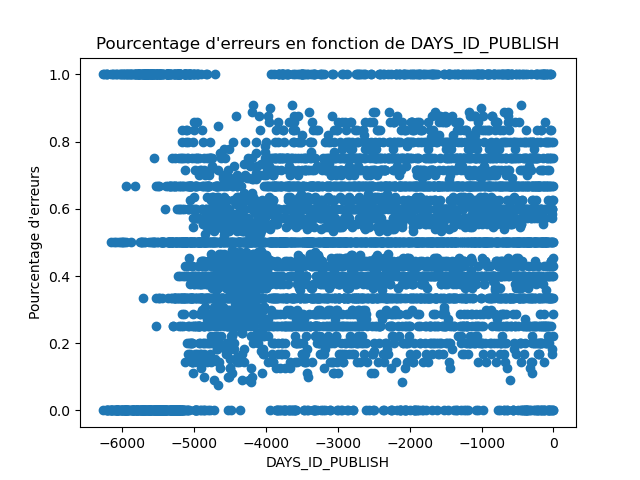 Pourcentage d'erreurs en fonction de DAYS_ID_PUBLISH
1.0
0.8
0.6
0.4
0.2
0.0
Pourcentage d'erreurs
−6000 −5000 −4000 −3000 −2000 −1000 0
DAYS_ID_PUBLISH